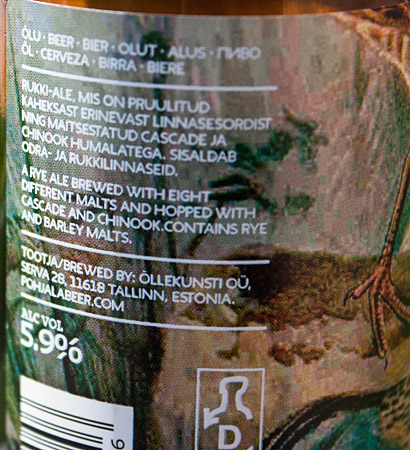 ÕLU · BEER · BIER · OLUT · ALUS · ПИВО
ÖL · CERVEZA · BIRRA · BIERE
RUKKI-ALE, MIS ON PRUULITUD
KAHEKSAST ERINEVAST LINNASESORDIST
NING MAITSESTATUD CASCADE JA
CHINOOK HUMALATEGA. SISALDAB
ODRA- JA RUKKILINNASEID.
A RYE ALE BREWED WITH EIGHT
DIFFERENT MALTS AND HOPPED WITH
CASCADE AND CHINOOK.CONTAINS RYE
AND BARLEY MALTS.
TOOTJA/BREWED BY: ÕLLEKUNSTI OÜ,
SERVA 28, 11618 TALLINN, ESTONIA.
POHJALABEER.COM
ALC VOL
5.9%
6
D